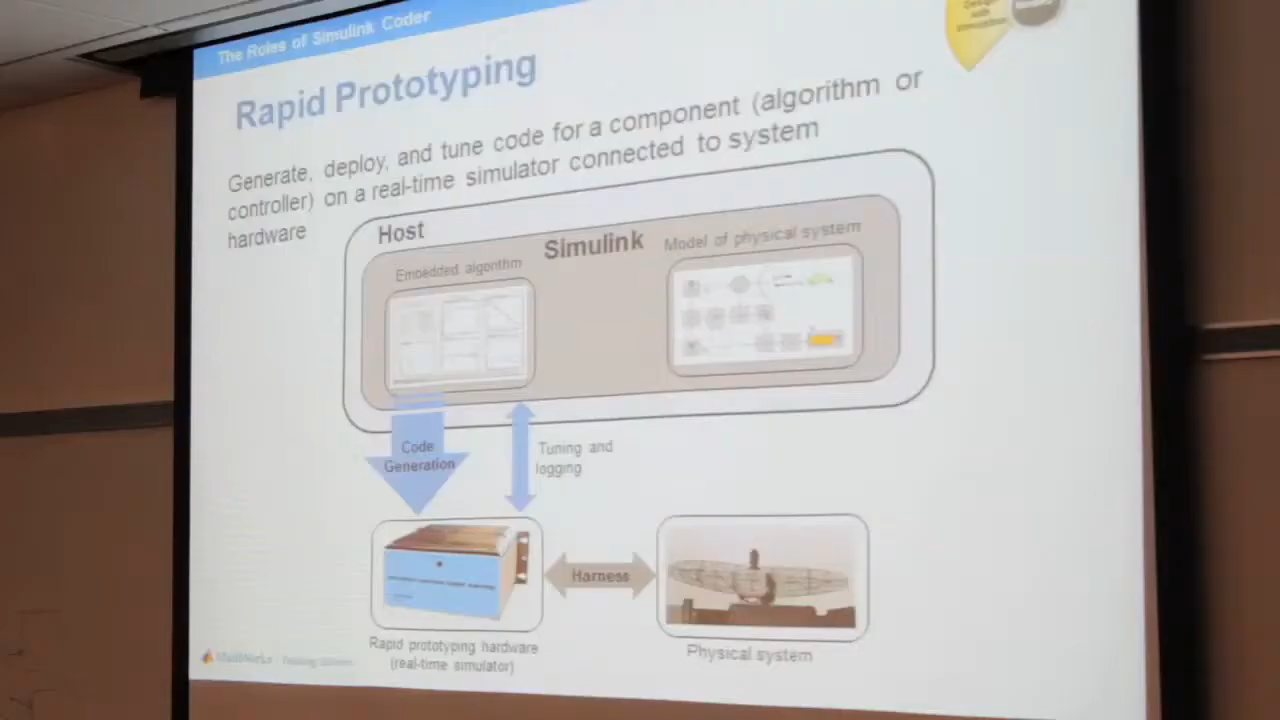 The Roles of Simulink Coder
Rapid Prototyping
Generate, deploy, and tune code for a component (algorithm or
controller) on a real-time simulator connected to system
hardware
Host
Simulink
Embedded algorithm
Model of physical system
Code
Generation
Tuning and
logging
Harness
Rapid prototyping hardware
(real-time simulator)
Physical system
MathWorks